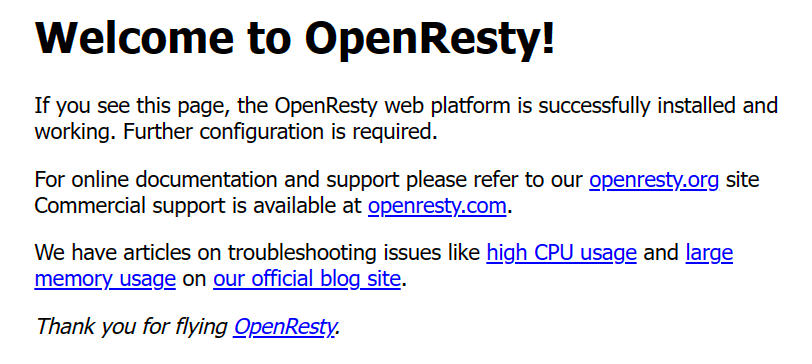 Welcome to OpenResty!
If you see this page, the OpenResty web platform is successfully installed and
working. Further configuration is required.
For online documentation and support please refer to our openresty.org site
Commercial support is available at openresty.com.
We have articles on troubleshooting issues like high CPU usage and large
memory usage on our official blog site.
Thank you for flying OpenResty.